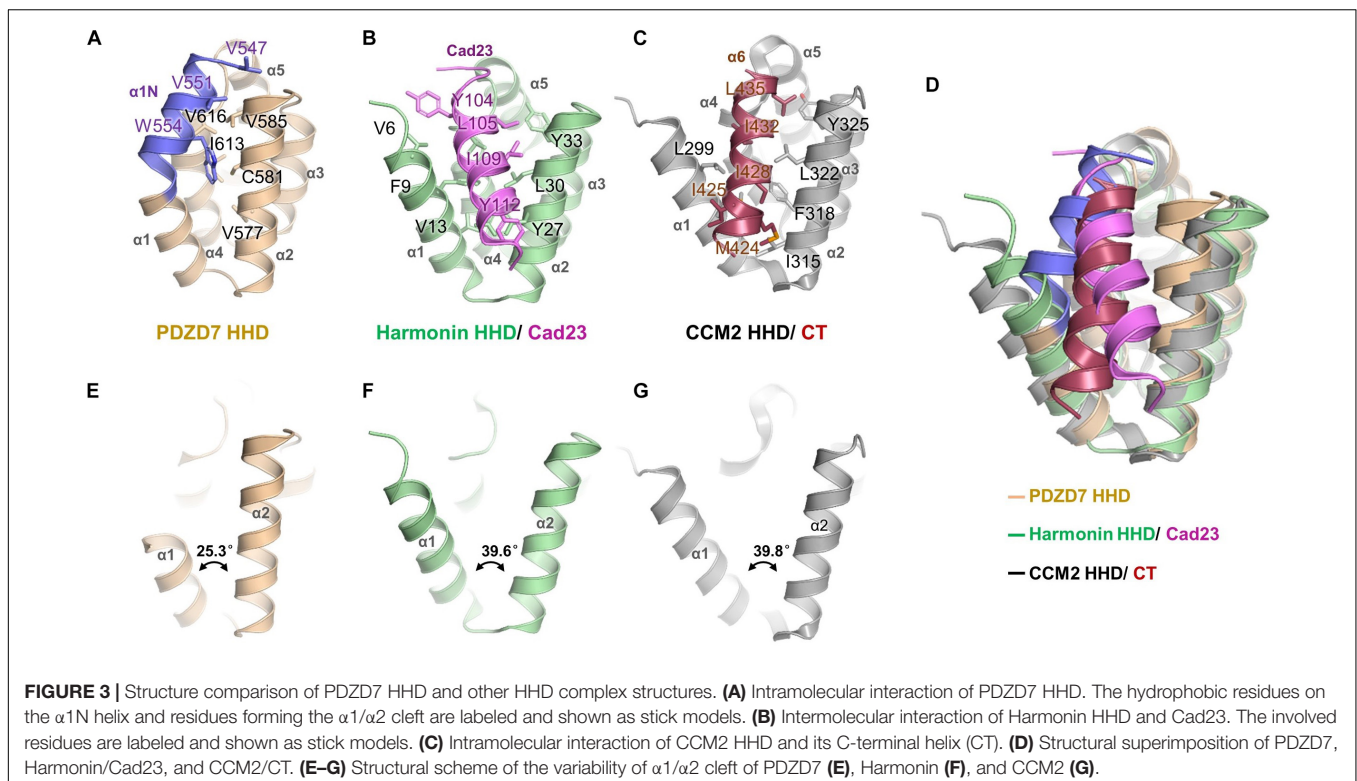 A
V547
α5
α1N
V551
V616
V585
W554
I613
C581
α3
V577
α1
α4
α2
PDZD7 HHD
B
Cad23
α5
Y104
V6
L105
Y33
I109
F9
L30
α3
Y112
V13
Y27
α1
α4
α2
Harmonin HHD/ Cad23
C
α5
α6
L435
α4
I432
Y325
L299
L322
I428
α3
I425
F318
α1
M424
I315
α2
CCM2 HHD/ CT
D
PDZD7 HHD
Harmonin HHD/ Cad23
CCM2 HHD/ CT
E
α2
α1
25.3°
F
α2
α1
39.6°
G
α2
α1
39.8°
FIGURE 3 | Structure comparison of PDZD7 HHD and other HHD complex structures. (A) Intramolecular interaction of PDZD7 HHD. The hydrophobic residues on
the α1N helix and residues forming the α1/α2 cleft are labeled and shown as stick models. (B) Intermolecular interaction of Harmonin HHD and Cad23. The involved
residues are labeled and shown as stick models. (C) Intramolecular interaction of CCM2 HHD and its C-terminal helix (CT). (D) Structural superimposition of PDZD7,
Harmonin/Cad23, and CCM2/CT. (E–G) Structural scheme of the variability of α1/α2 cleft of PDZD7 (E), Harmonin (F), and CCM2 (G).